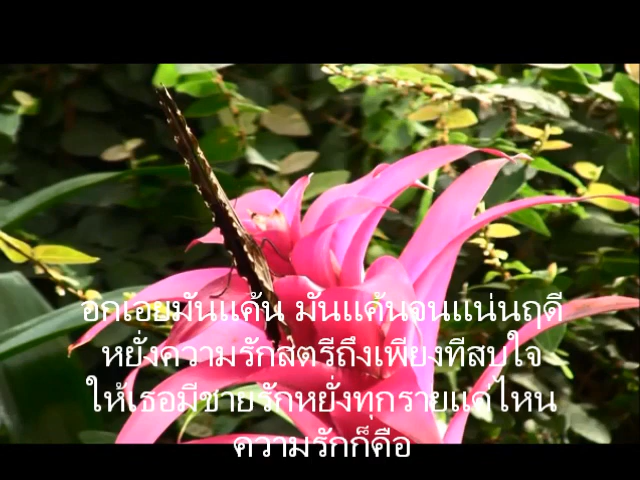 อกเอยมันแค้น มันแค้นจนแน่นฤดี
หยั่งความรักสตรีถึงเพียงที่สบใจ
ให้เธอมีชายรักหยั่งทุกรายแค่ไหน
ความรักก็คือ